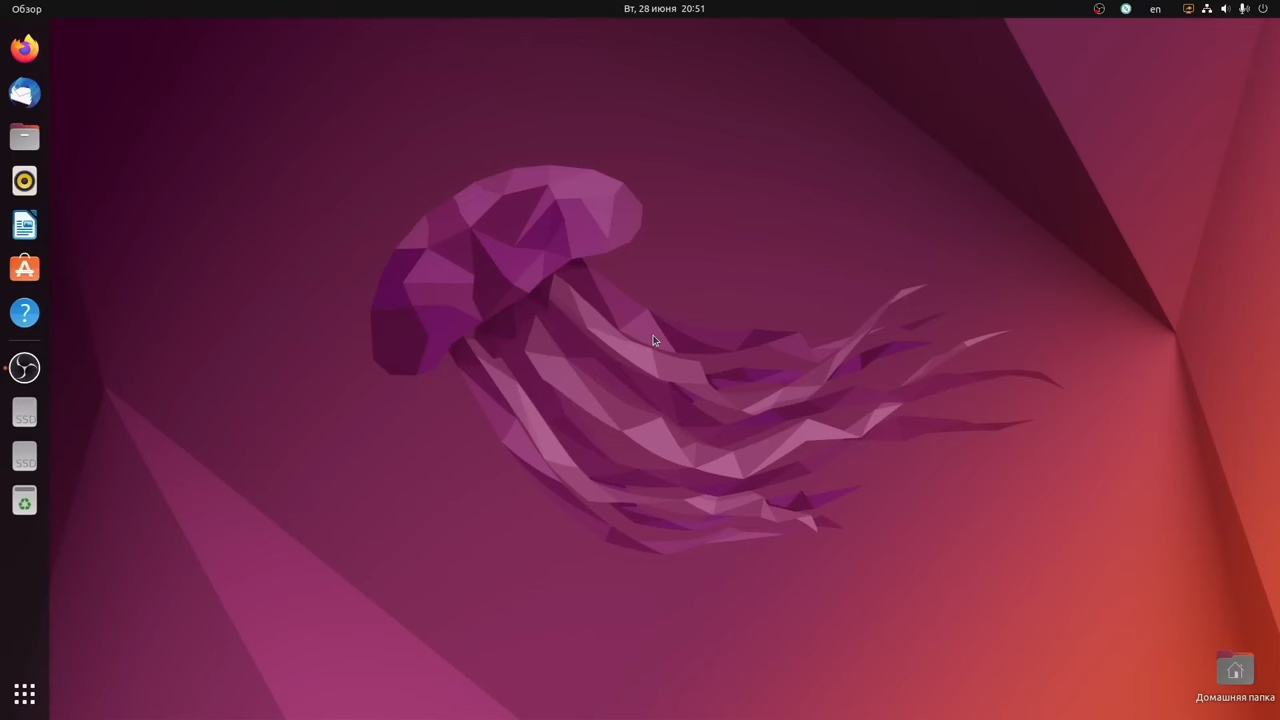 Обзор
Вт, 28 июня 20:51
en
?
SSD
SSD
Домашняя папка